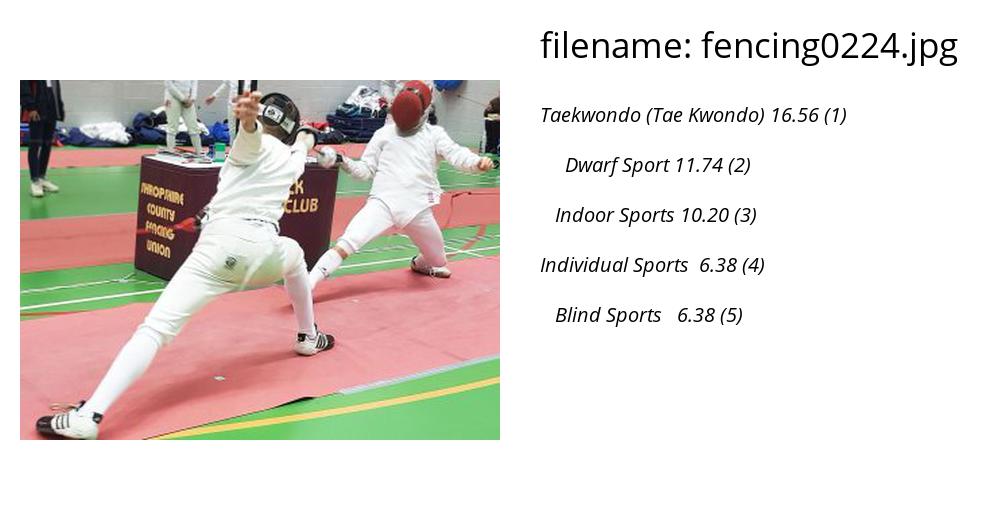 filename: fencing0224.jpg
Taekwondo (Tae Kwondo) 16.56 (1)
Dwarf Sport 11.74 (2)
Indoor Sports 10.20 (3)
Individual Sports 6.38 (4)
Blind Sports 6.38 (5)
SHROPSHIRE
COUNTY
FENCING
UNION
CK
CLUB